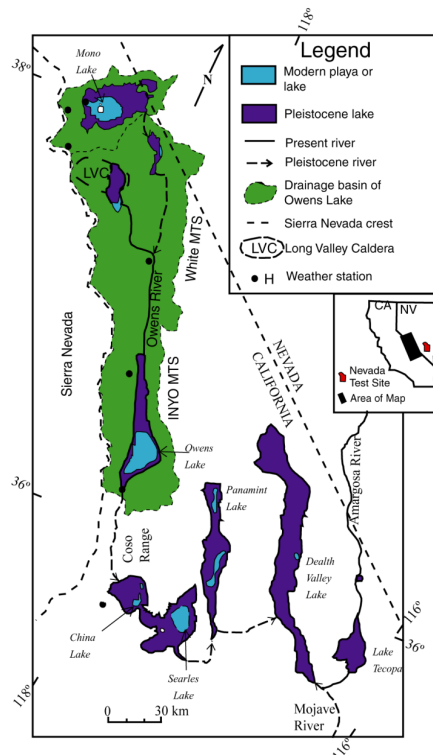 118°
38°
Mono
Lake
N
Legend
Modern playa or
lake
Pleistocene lake
Present river
Pleistocene river
Drainage basin of
Owens Lake
Sierra Nevada crest
LVC
Long Valley Caldera
H
Weather station
LVC
White MTS
Owens River
Sierra Nevada
INYO MTS
NEVADA
CALIFORNIA
CA
NV
Nevada
Test Site
Area of Map
Owens
Lake
36°
Panamint
Lake
Amargosa River
Coso
Range
Dealth
Valley
Lake
China
Lake
Searles
Lake
Lake
Tecopa
116°
36°
118°
0
30 km
Mojave
River
116°